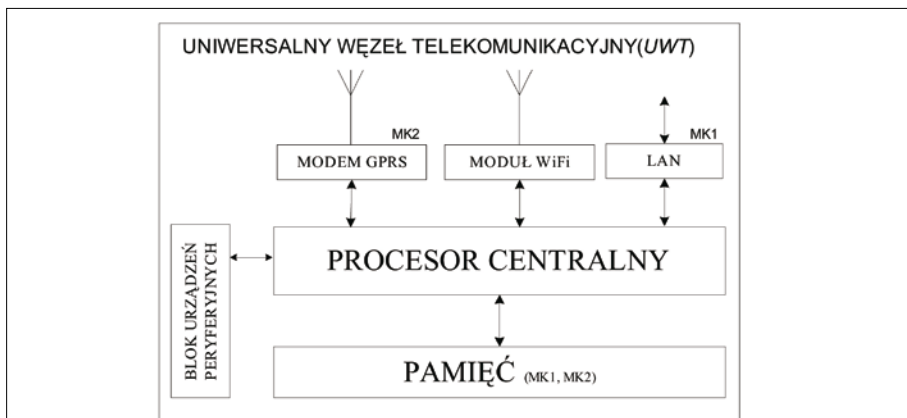 UNIWERSALNY WĘZEŁ TELEKOMUNIKACYJNY(UWT)
MK2
MK1
MODEM GPRS
MODUŁ WiFi
LAN
BLOK URZĄDZEŃ
PERYFERYJNYCH
PROCESOR CENTRALNY
PAMIĘĆ (MK1, MK2)